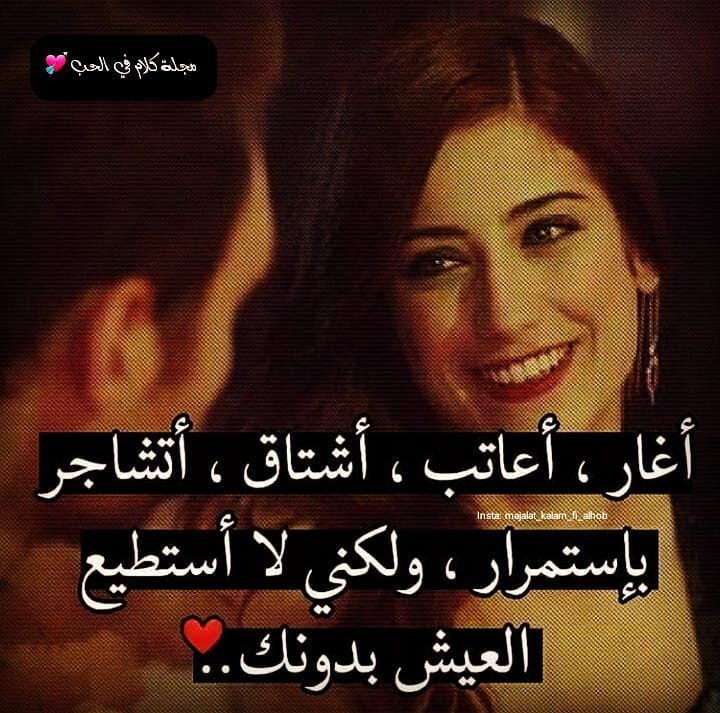 مجلة كلام في الحب 💘
أغار ، أعاتب ، أشتاق ، أتشاجر
Insta: majalat_kalam_fi_alhob
بإستمرار ، ولكني لا أستطيع
العيش بدونك..❤️